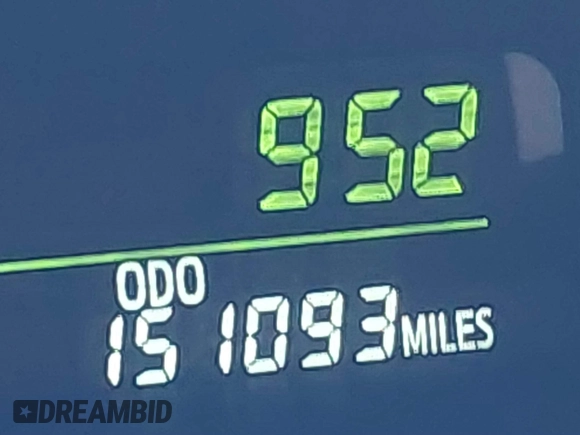 952
ODO
151093 MILES
DREAMBID